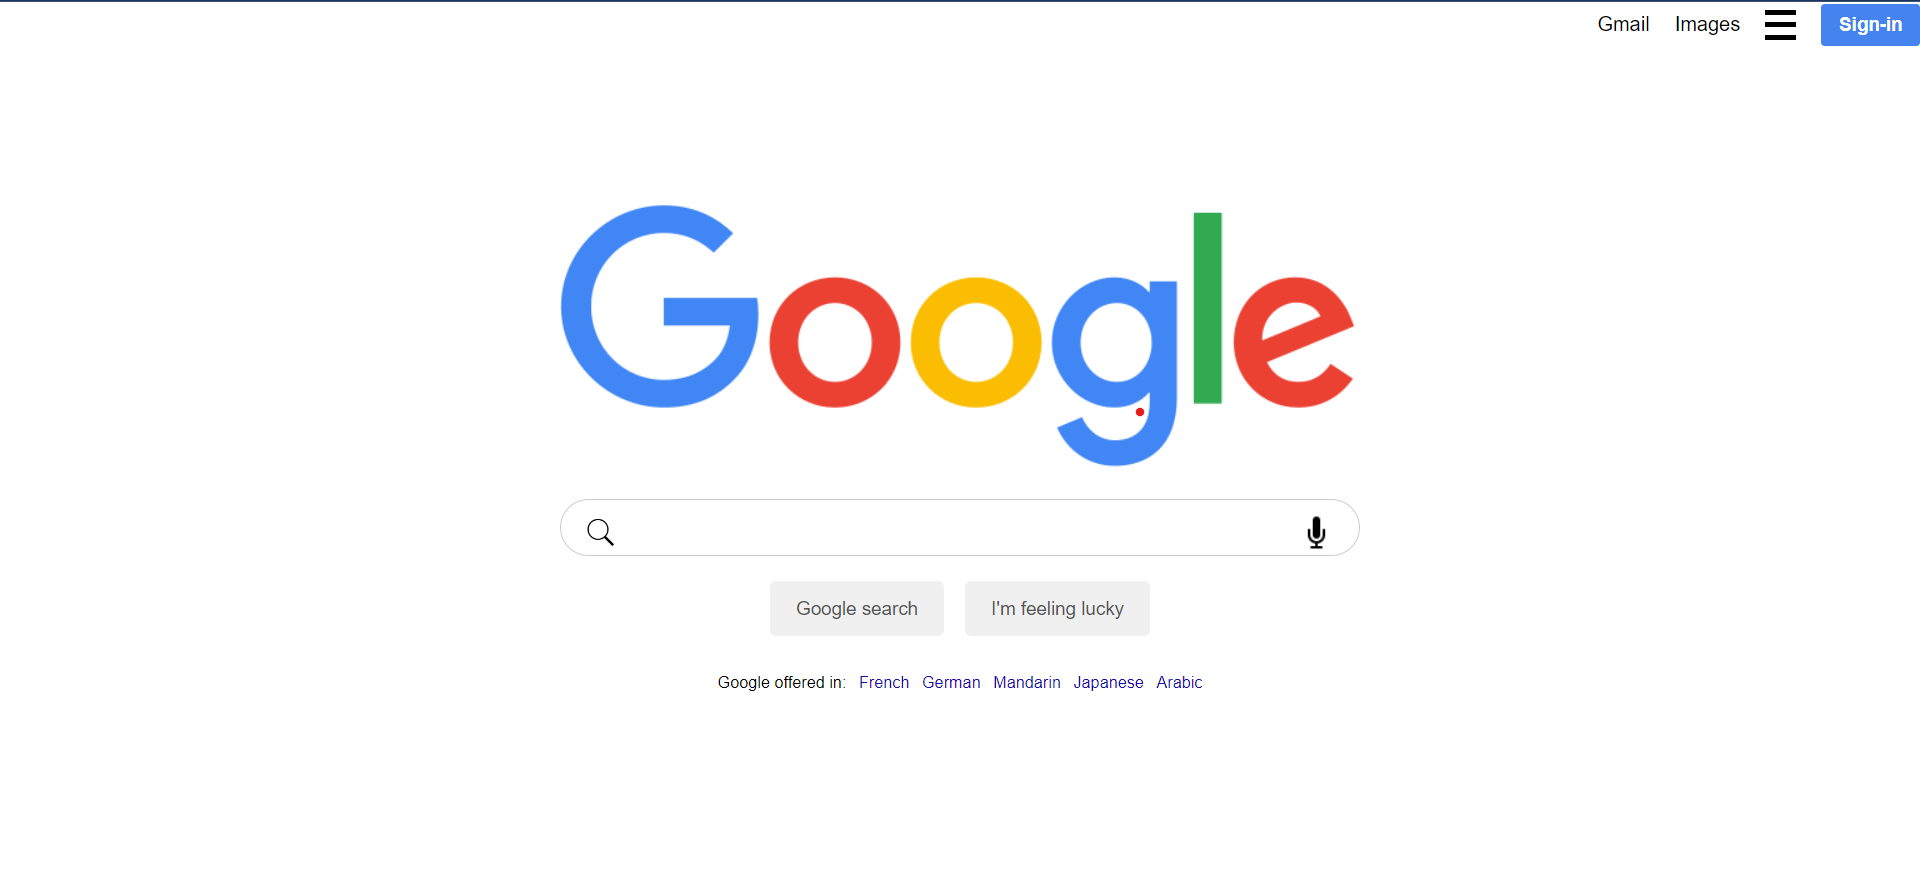 Gmail Images Sign-in
Google
Google search I'm feeling lucky
Google offered in: French German Mandarin Japanese Arabic